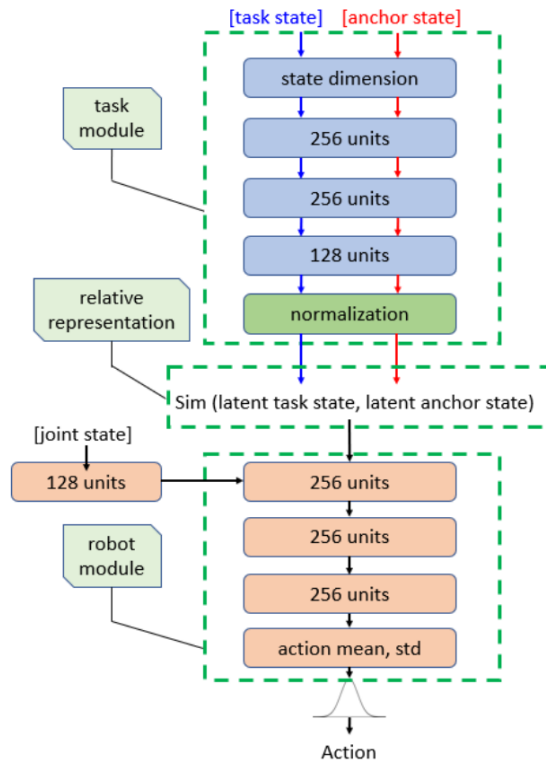 [task state] [anchor state]
state dimension
task
module
256 units
256 units
128 units
relative
representation
normalization
Sim (latent task state, latent anchor state)
[joint state]
128 units
256 units
256 units
robot
module
256 units
action mean, std
Action